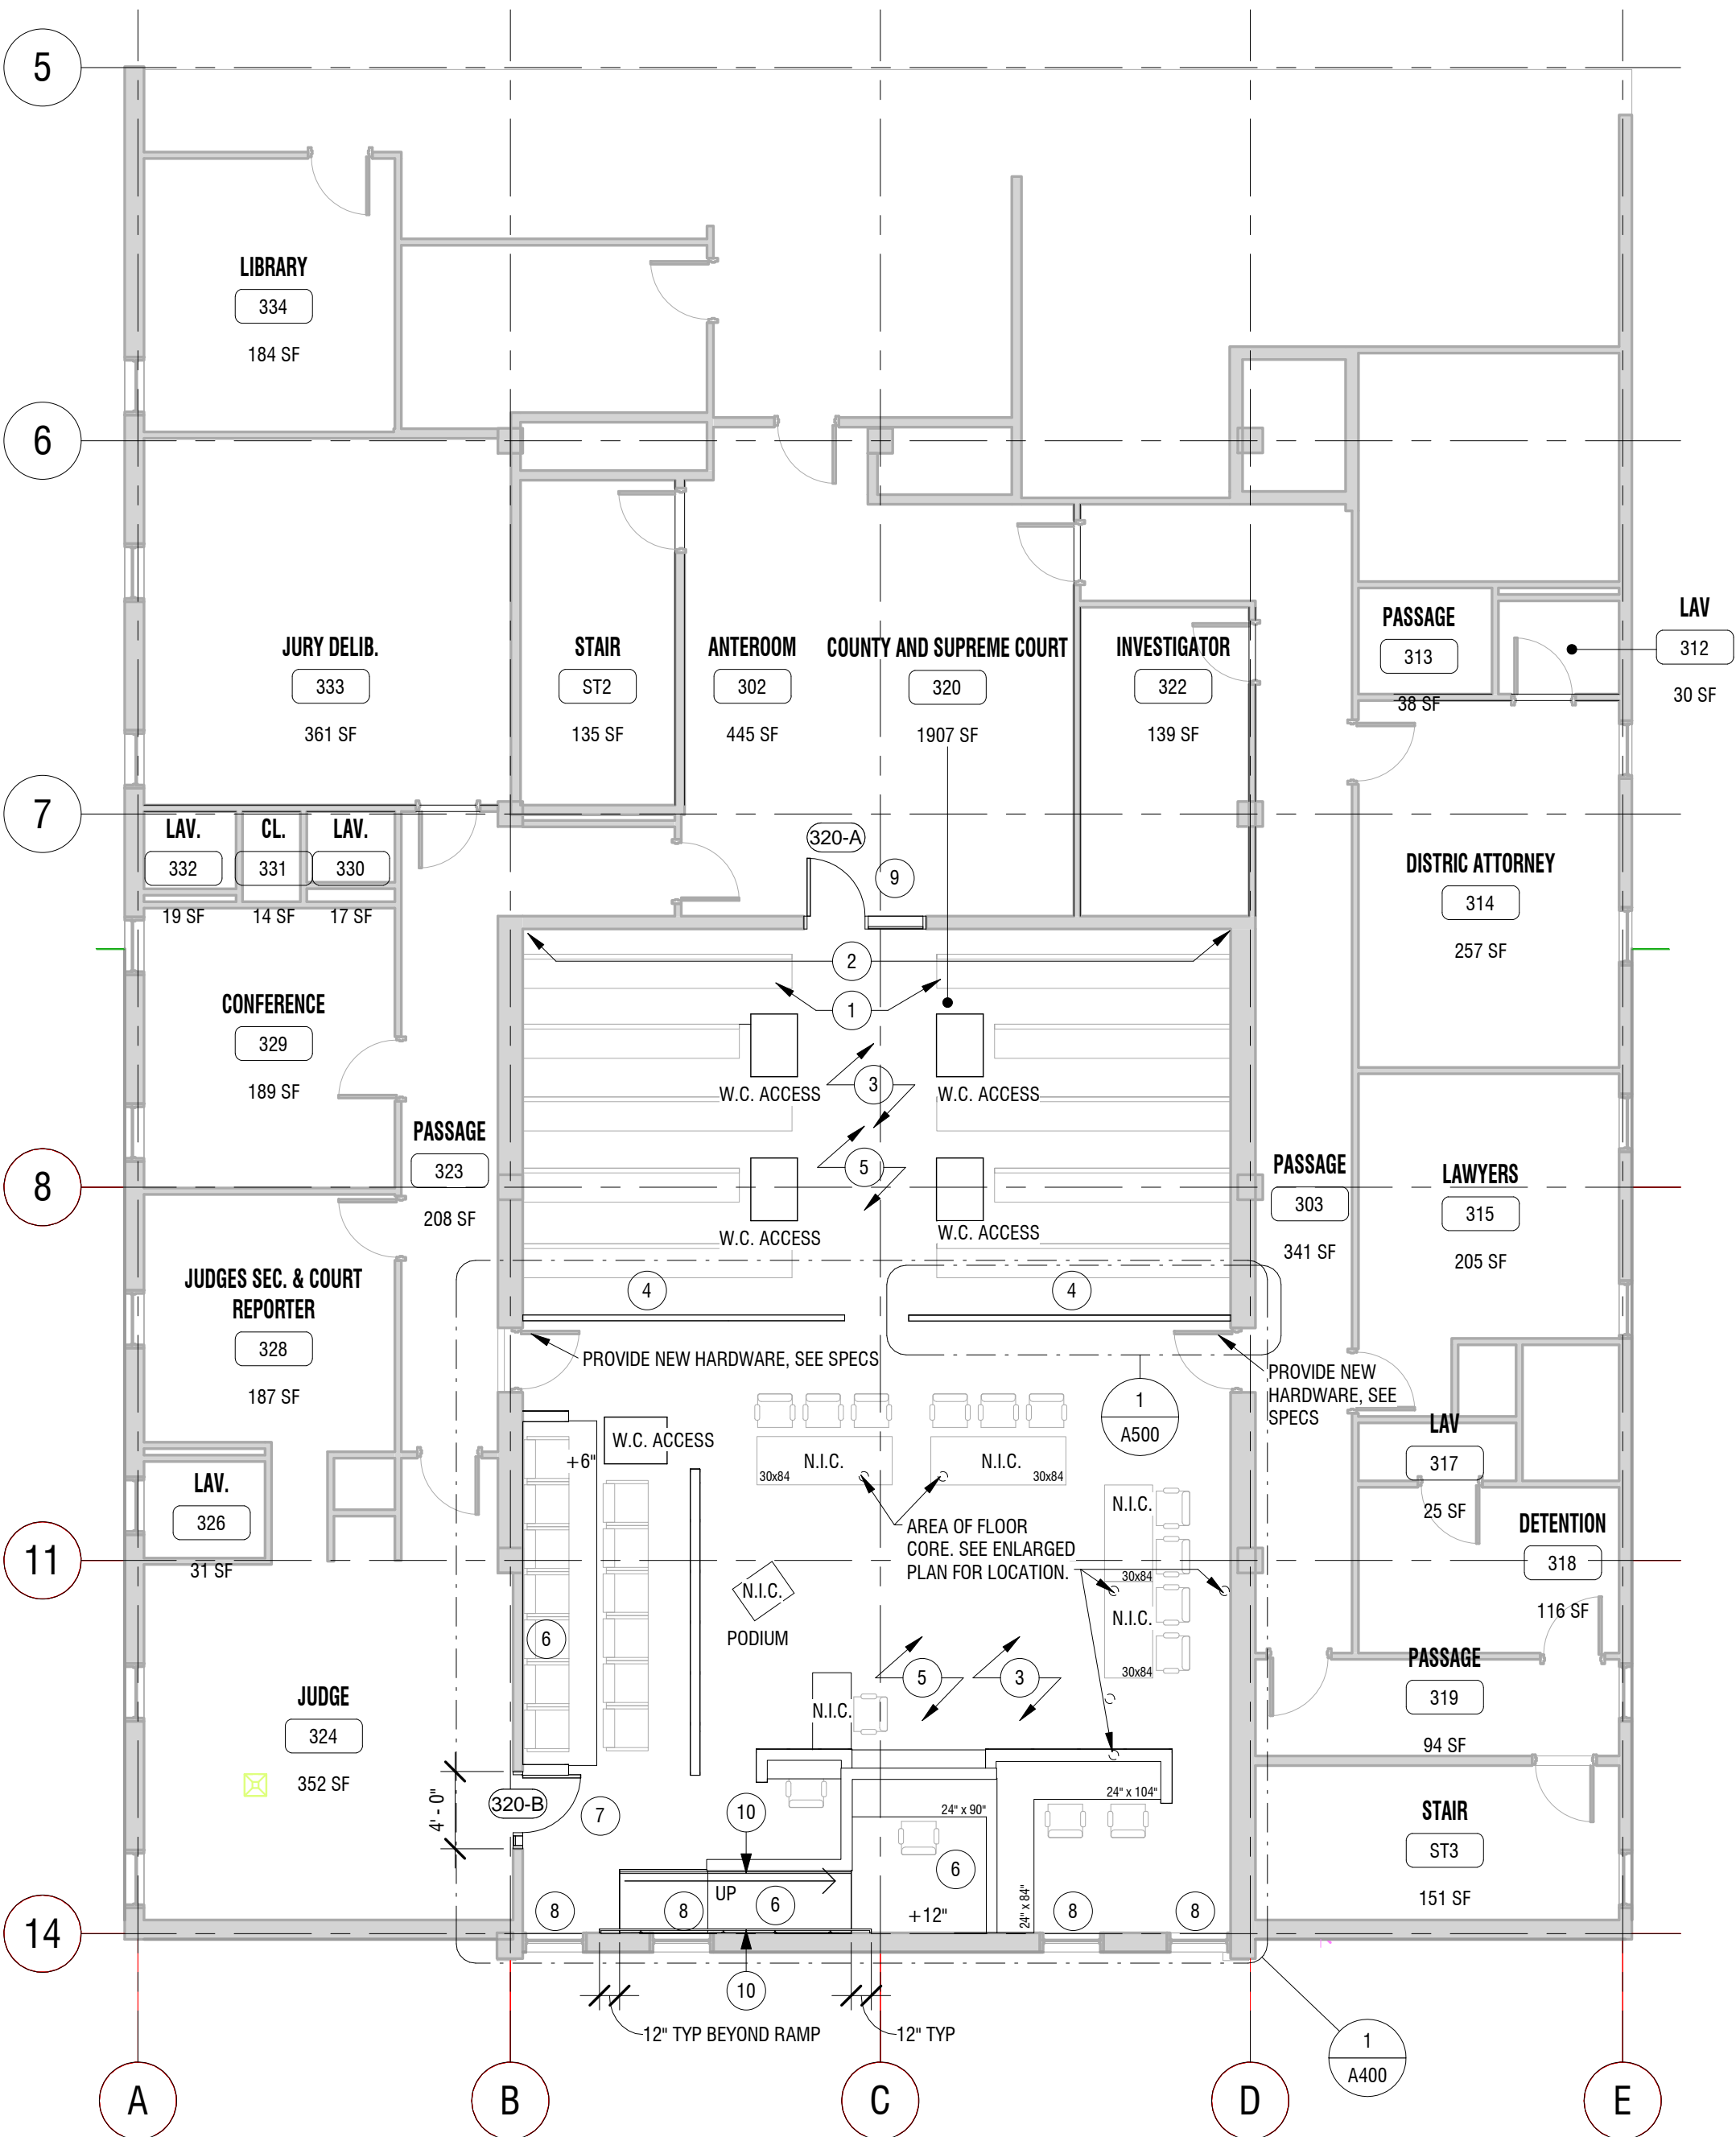 5
LIBRARY
334
184 SF
6
JURY DELIB.
333
361 SF
STAIR
ST2
135 SF
ANTEROOM
302
445 SF
COUNTY AND SUPREME COURT
320
1907 SF
INVESTIGATOR
322
139 SF
PASSAGE
313
38 SF
LAV
312
30 SF
7
LAV.
332
19 SF
CL.
331
14 SF
LAV.
330
17 SF
320-A
9
DISTRIC ATTORNEY
314
257 SF
2
1
CONFERENCE
329
189 SF
W.C. ACCESS
3
W.C. ACCESS
PASSAGE
323
208 SF
5
8
PASSAGE
303
341 SF
LAWYERS
315
205 SF
W.C. ACCESS
W.C. ACCESS
JUDGES SEC. & COURT
REPORTER
328
187 SF
4
4
PROVIDE NEW HARDWARE, SEE SPECS
PROVIDE NEW
HARDWARE, SEE
SPECS
1
A500
W.C. ACCESS
+6"
N.I.C.
30x84
N.I.C.
30x84
LAV
317
25 SF
LAV.
326
31 SF
N.I.C.
30x84
AREA OF FLOOR
CORE. SEE ENLARGED
PLAN FOR LOCATION.
DETENTION
318
116 SF
11
N.I.C.
PODIUM
N.I.C.
30x84
6
5
3
PASSAGE
319
94 SF
JUDGE
324
352 SF
N.I.C.
4' - 0"
320-B
7
10
24" x 90"
24" x 104"
STAIR
ST3
151 SF
6
UP
8
8
6
+12"
24" x 84"
8
8
14
10
12" TYP BEYOND RAMP
12" TYP
1
A400
A
B
C
D
E